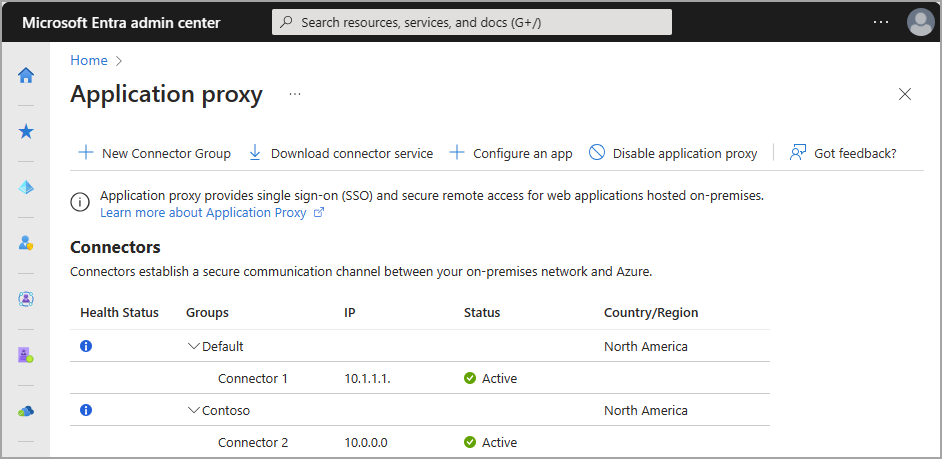 Microsoft Entra admin center
Search resources, services, and docs (G+/)
Home
Application proxy
New Connector Group Download connector service Configure an app Disable application proxy Got feedback?
Application proxy provides single sign-on (SSO) and secure remote access for web applications hosted on-premises.
Learn more about Application Proxy
Connectors
Connectors establish a secure communication channel between your on-premises network and Azure.
Health Status Groups IP Status Country/Region
Default North America
Connector 1 10.1.1.1. Active
Contoso North America
Connector 2 10.0.0.0 Active